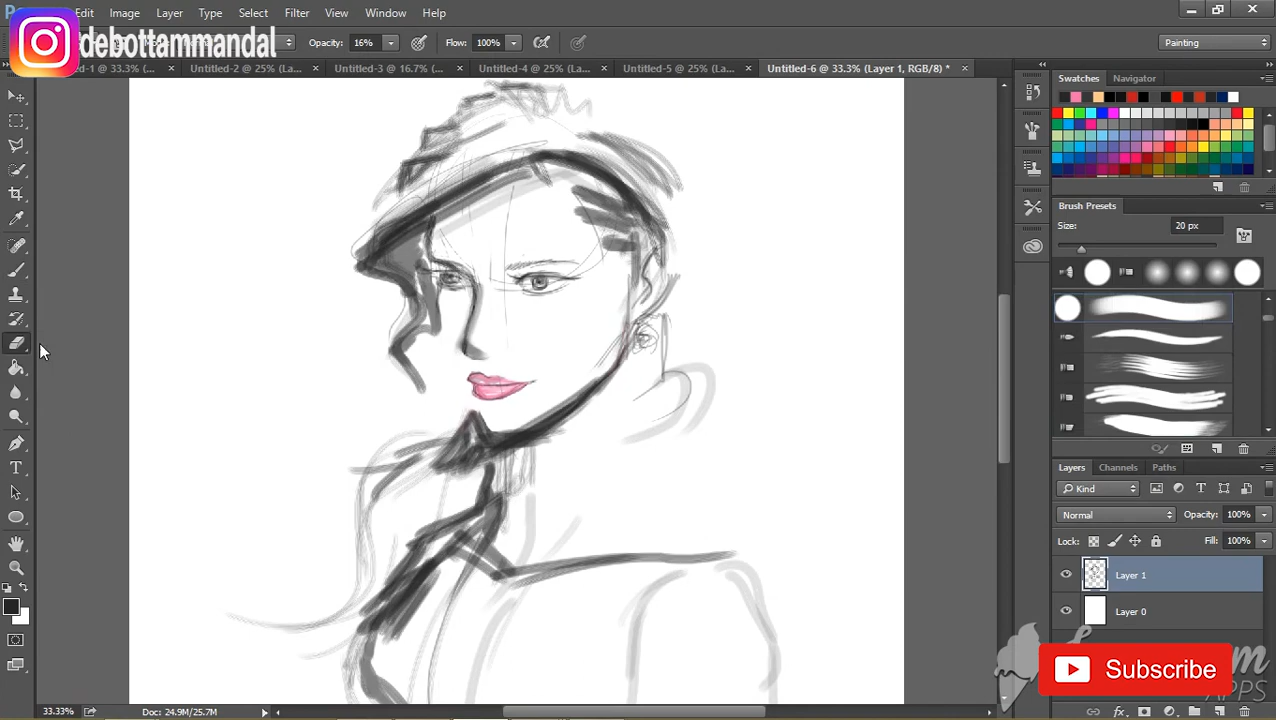 Edit Image Layer Type Select Filter View Window Help
debottammandal
Opacity: 16% Flow: 100% Painting
Untitled-2 @ 25% (La... Untitled-3 @ 16.7% (... Untitled-4 @ 25% (La... Untitled-5 @ 25% (La... Untitled-6 @ 33.3% (Layer 1, RGB/8) *
Swatches Navigator
Brush Presets
Size: 20 px
Layers Channels Paths
Kind
Normal Opacity: 100%
Lock: Fill: 100%
Layer 1
Layer 0
Subscribe
APPS
33.33% Doc: 24.9M/25.7M